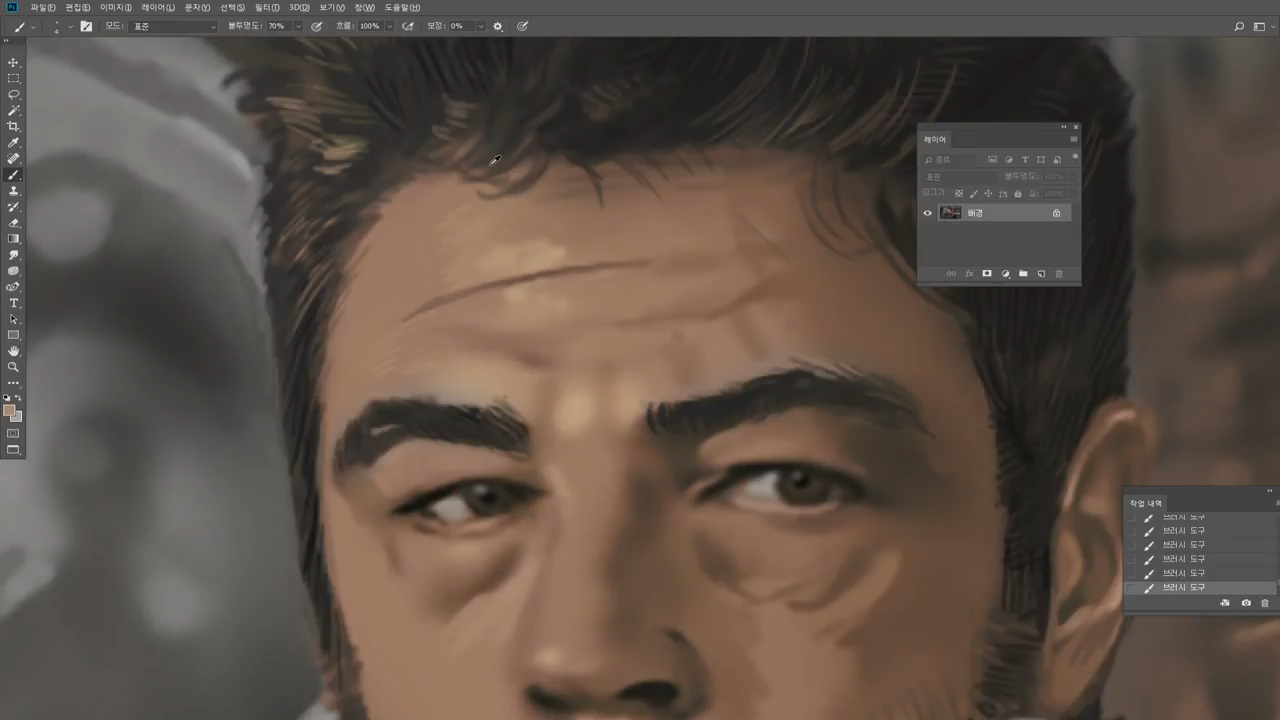 Ps 파일(F) 편집(E) 이미지(I) 레이어(L) 문자(Y) 선택(S) 필터(T) 3D(D) 보기(V) 창(W) 도움말(H)
4 모드: 표준 불투명도: 70% 흐름: 100% 보정: 0%
레이어
종류
표준 불투명도: 100%
잠그기: 칠: 100%
배경
작업 내역
브러시 도구
브러시 도구
브러시 도구
브러시 도구
브러시 도구
브러시 도구